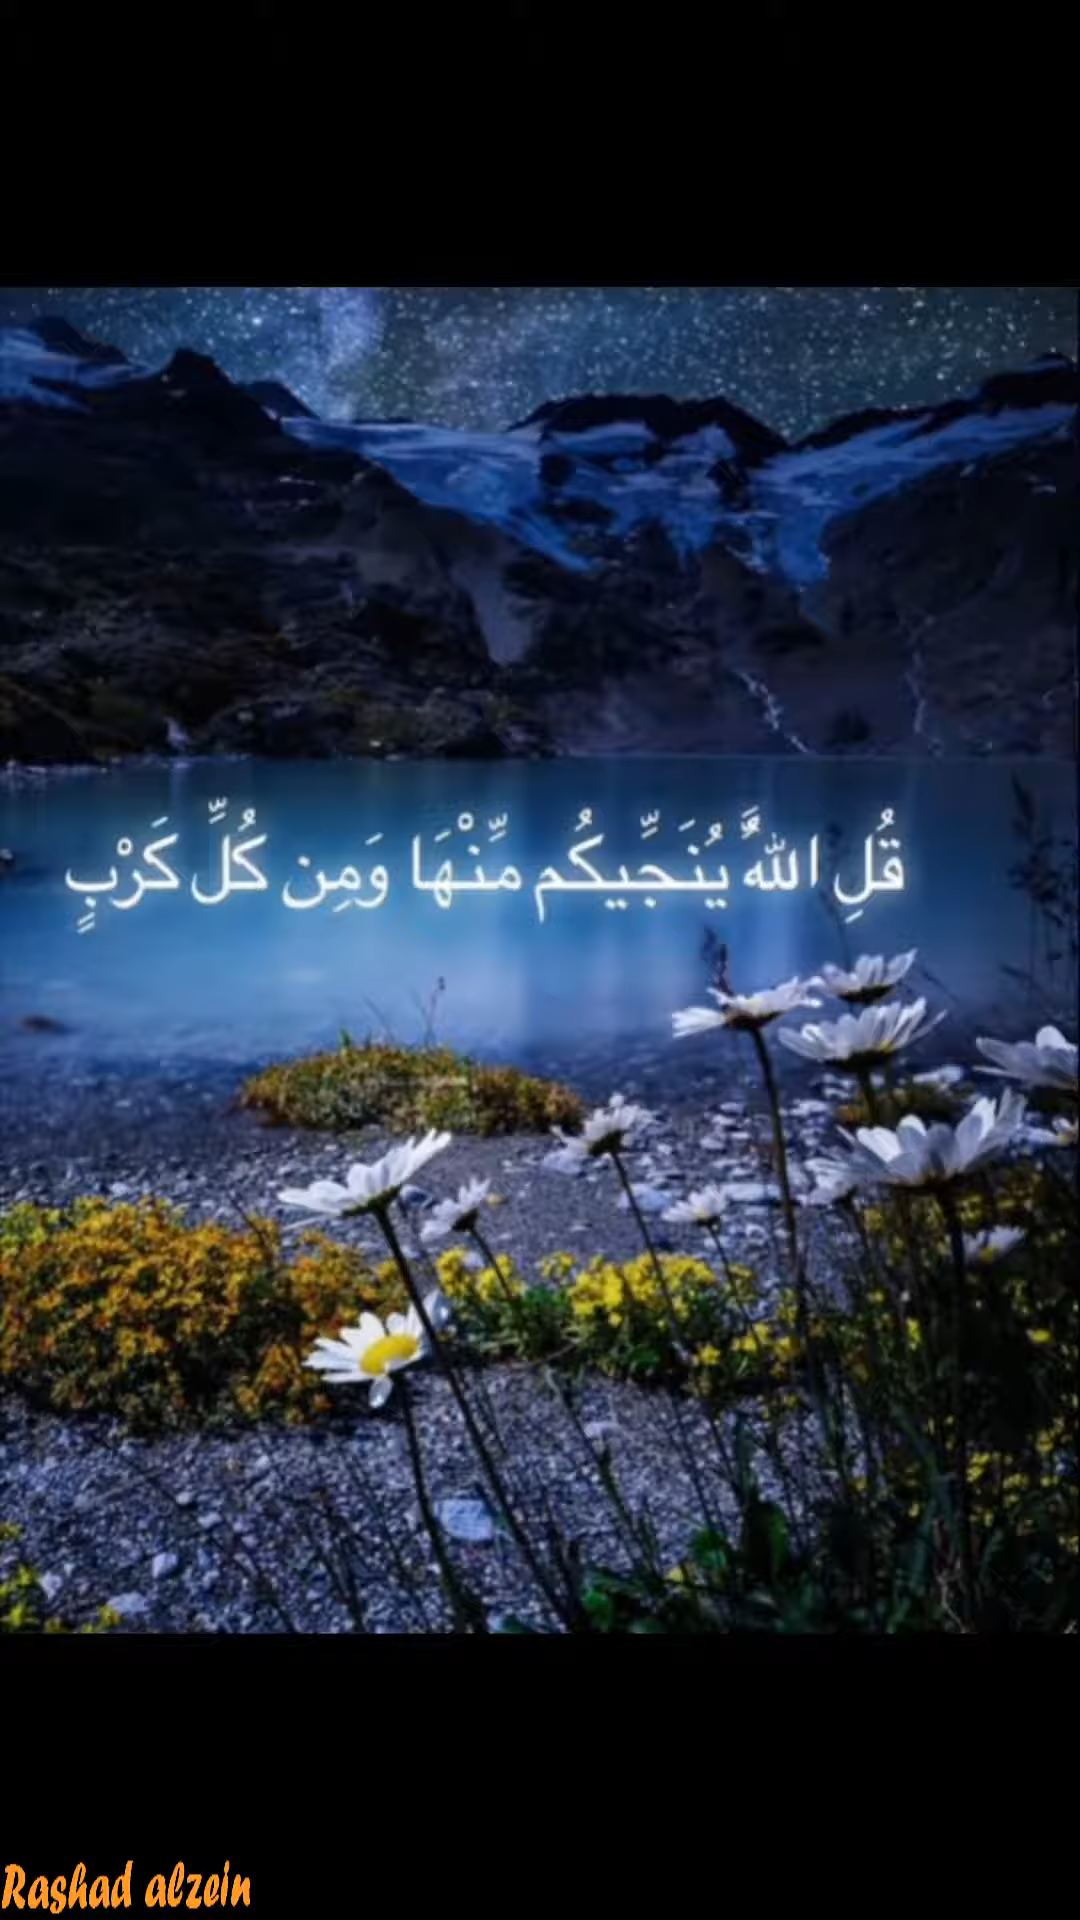 قُلِ اللَّهُ يُنَجِّيكُم مِّنْهَا وَمِن كُلِّ كَرْبٍ
Rashad alzein